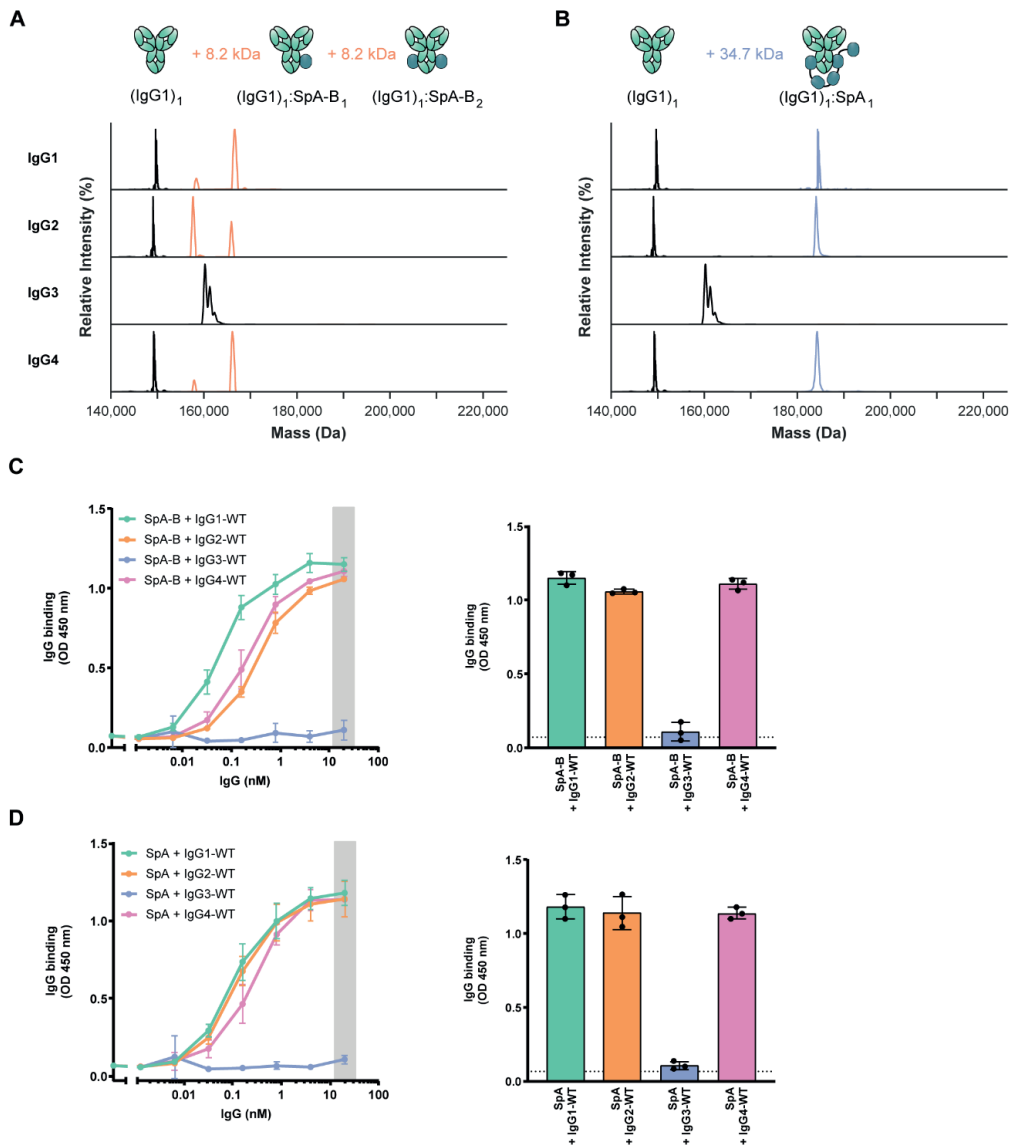 A
+ 8.2 kDa
+ 8.2 kDa
(IgG1)1
(IgG1)1:SpA-B1
(IgG1)1:SpA-B2
IgG1
IgG2
IgG3
IgG4
Relative Intensity (%)
140,000
160,000
180,000
200,000
220,000
Mass (Da)
B
+ 34.7 kDa
(IgG1)1
(IgG1)1:SpA1
Relative Intensity (%)
140,000
160,000
180,000
200,000
220,000
Mass (Da)
C
1.5
1.0
0.5
0.0
IgG binding
(OD 450 nm)
SpA-B + IgG1-WT
SpA-B + IgG2-WT
SpA-B + IgG3-WT
SpA-B + IgG4-WT
0.01
0.1
1
10
100
IgG (nM)
1.5
1.0
0.5
0.0
IgG binding
(OD 450 nm)
SpA-B
+ IgG1-WT
SpA-B
+ IgG2-WT
SpA-B
+ IgG3-WT
SpA-B
+ IgG4-WT
D
1.5
1.0
0.5
0.0
IgG binding
(OD 450 nm)
SpA + IgG1-WT
SpA + IgG2-WT
SpA + IgG3-WT
SpA + IgG4-WT
0.01
0.1
1
10
100
IgG (nM)
1.5
1.0
0.5
0.0
IgG binding
(OD 450 nm)
SpA
+ IgG1-WT
SpA
+ IgG2-WT
SpA
+ IgG3-WT
SpA
+ IgG4-WT